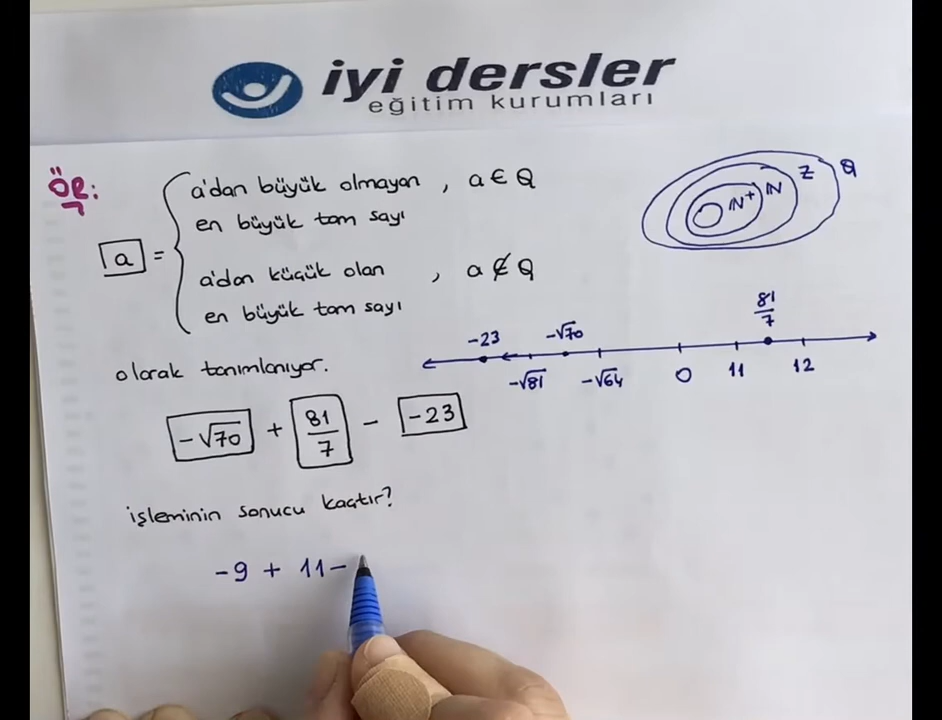 iyi dersler
eğitim kurumları
ÖR:
a'dan büyük olmayan , a ∈ Q
en büyük tam sayı
a =
a'dan küçük olan , a ∉ Q
en büyük tam sayı
olarak tanımlanıyor.
-√70 + 81/7 - -23
işleminin sonucu kaçtır?
-9 + 11 -
N+ N Z Q
81/7
-23 -√70
-√81 -√64 0 11 12